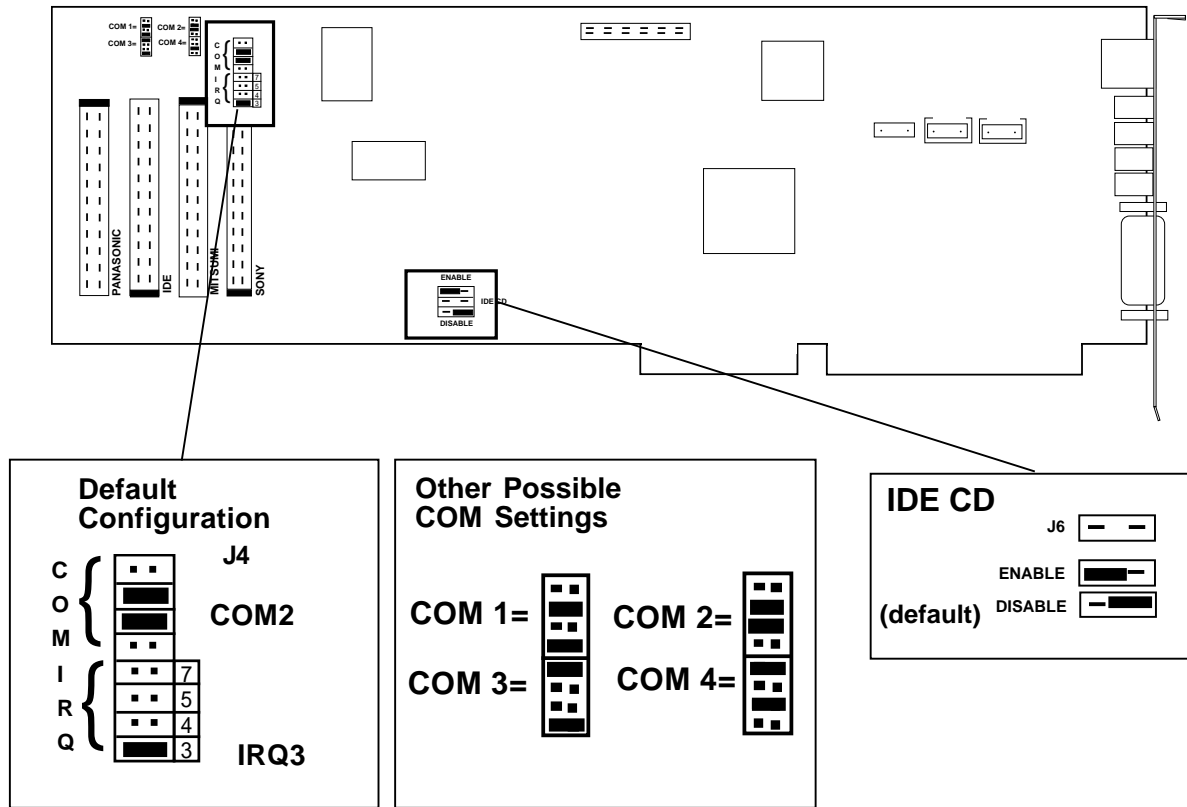 COM 1=
COM 2=
COM 3=
COM 4=
C
O
M
I
R
Q
7
5
4
3
PANASONIC
IDE
MITSUMI
SONY
ENABLE
IDE CD
DISABLE
Default
Configuration
J4
C
O
M
COM2
I
R
Q
7
5
4
3
IRQ3
Other Possible
COM Settings
COM 1=
COM 2=
COM 3=
COM 4=
IDE CD
J6
ENABLE
(default) DISABLE